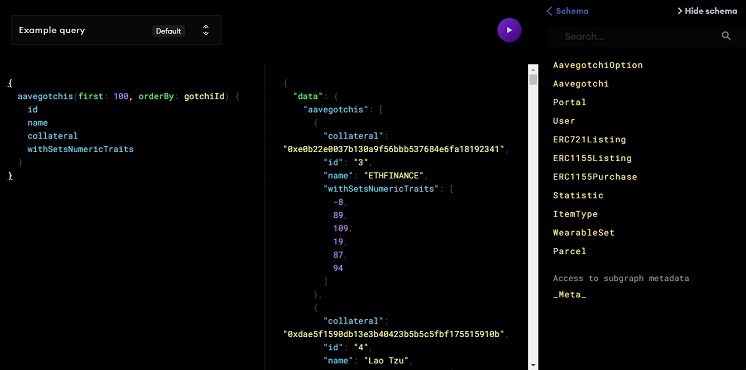 Example query
Default
{
aavegotchis(first: 100, orderBy: gotchiId) {
id
name
collateral
withSetsNumericTraits
}
}
{
"data": {
"aavegotchis": [
{
"collateral":
"0xe0b22e0037b130a9f56bbb537684e6fa18192341",
"id": "3",
"name": "ETHFINANCE",
"withSetsNumericTraits": [
-8,
89,
109,
19,
87,
94
]
},
{
"collateral":
"0xdae5f1590db13e3b40423b5b5c5fbf175515910b",
"id": "4",
"name": "Lao Tzu",
Schema
Hide schema
Search...
AavegotchiOption
Aavegotchi
Portal
User
ERC721Listing
ERC1155Listing
ERC1155Purchase
Statistic
ItemType
WearableSet
Parcel
Access to subgraph metadata
_Meta_